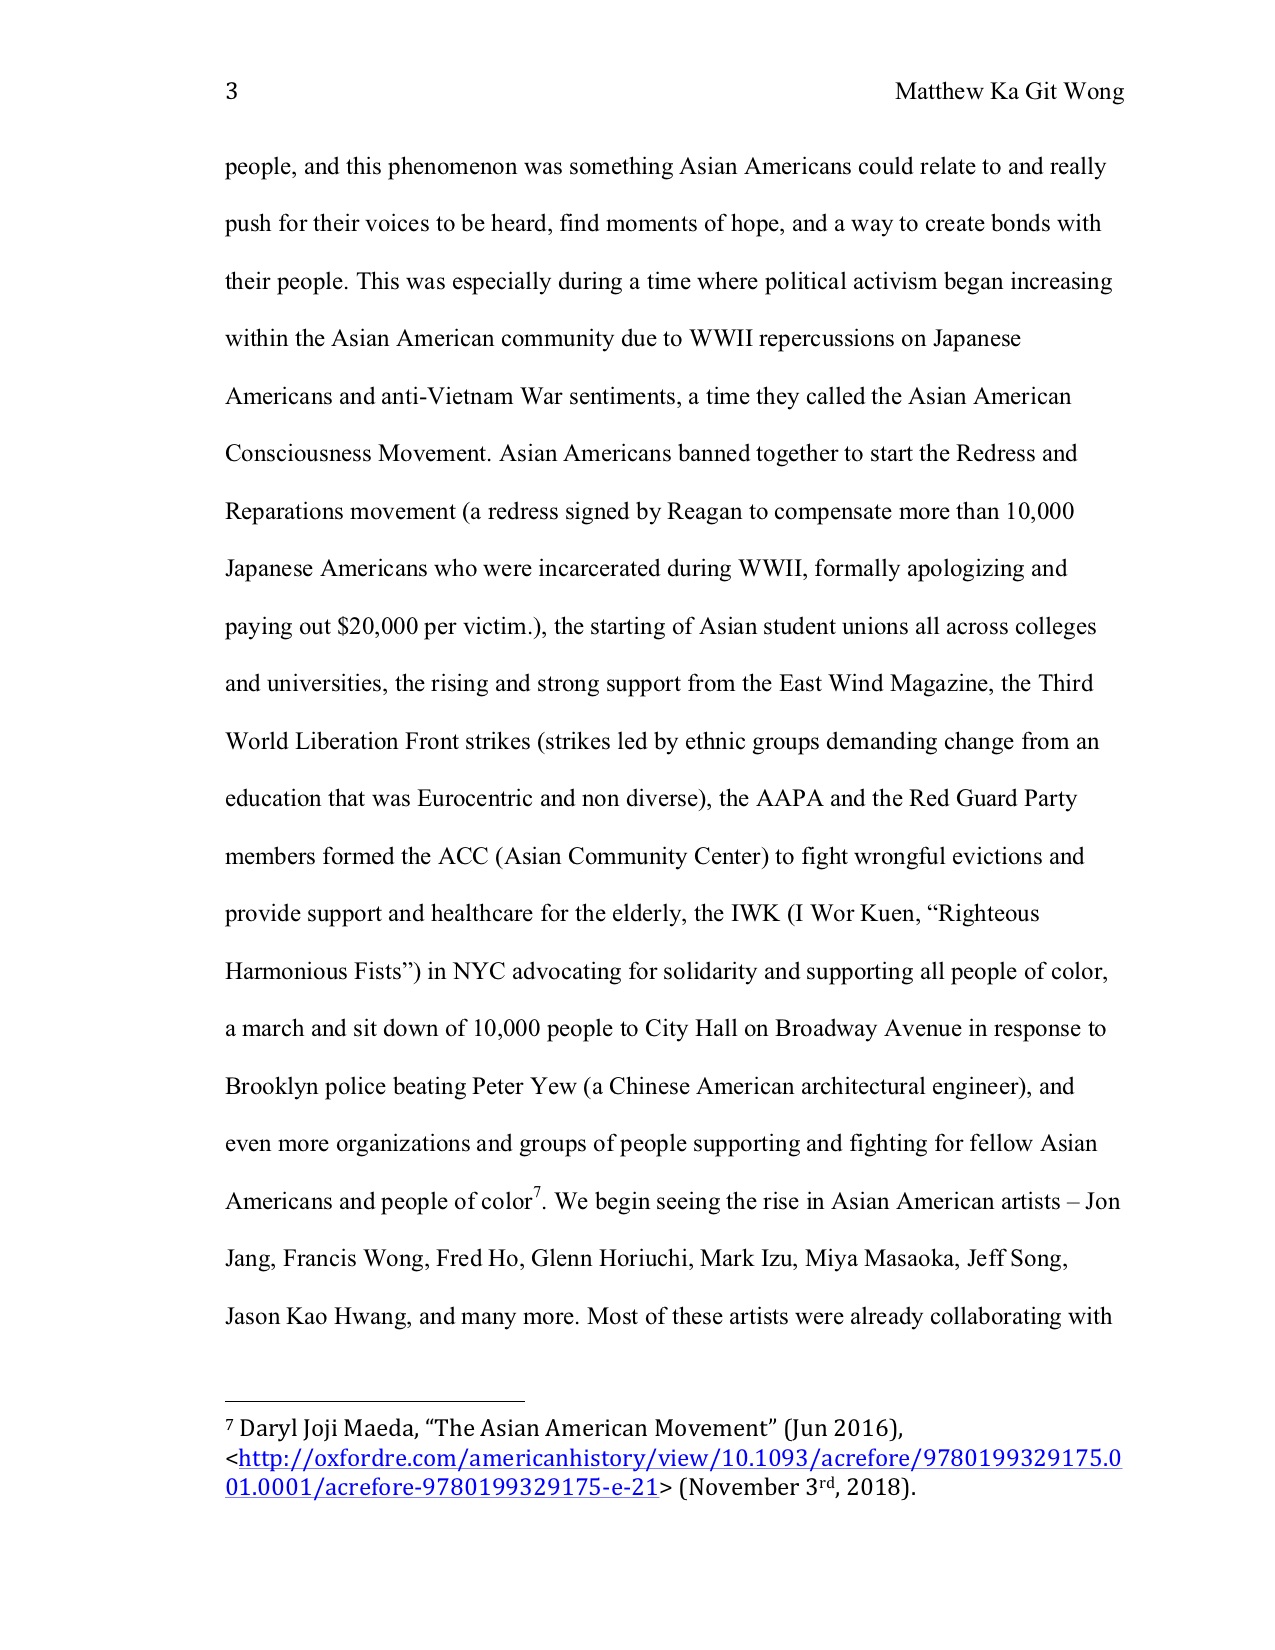 3 Matthew Ka Git Wong
people, and this phenomenon was something Asian Americans could relate to and really
push for their voices to be heard, find moments of hope, and a way to create bonds with
their people. This was especially during a time where political activism began increasing
within the Asian American community due to WWII repercussions on Japanese
Americans and anti-Vietnam War sentiments, a time they called the Asian American
Consciousness Movement. Asian Americans banned together to start the Redress and
Reparations movement (a redress signed by Reagan to compensate more than 10,000
Japanese Americans who were incarcerated during WWII, formally apologizing and
paying out $20,000 per victim.), the starting of Asian student unions all across colleges
and universities, the rising and strong support from the East Wind Magazine, the Third
World Liberation Front strikes (strikes led by ethnic groups demanding change from an
education that was Eurocentric and non diverse), the AAPA and the Red Guard Party
members formed the ACC (Asian Community Center) to fight wrongful evictions and
provide support and healthcare for the elderly, the IWK (I Wor Kuen, “Righteous
Harmonious Fists”) in NYC advocating for solidarity and supporting all people of color,
a march and sit down of 10,000 people to City Hall on Broadway Avenue in response to
Brooklyn police beating Peter Yew (a Chinese American architectural engineer), and
even more organizations and groups of people supporting and fighting for fellow Asian
Americans and people of color7. We begin seeing the rise in Asian American artists – Jon
Jang, Francis Wong, Fred Ho, Glenn Horiuchi, Mark Izu, Miya Masaoka, Jeff Song,
Jason Kao Hwang, and many more. Most of these artists were already collaborating with
7 Daryl Joji Maeda, “The Asian American Movement” (Jun 2016),
<http://oxfordre.com/americanhistory/view/10.1093/acrefore/9780199329175.0
01.0001/acrefore-9780199329175-e-21> (November 3rd, 2018).